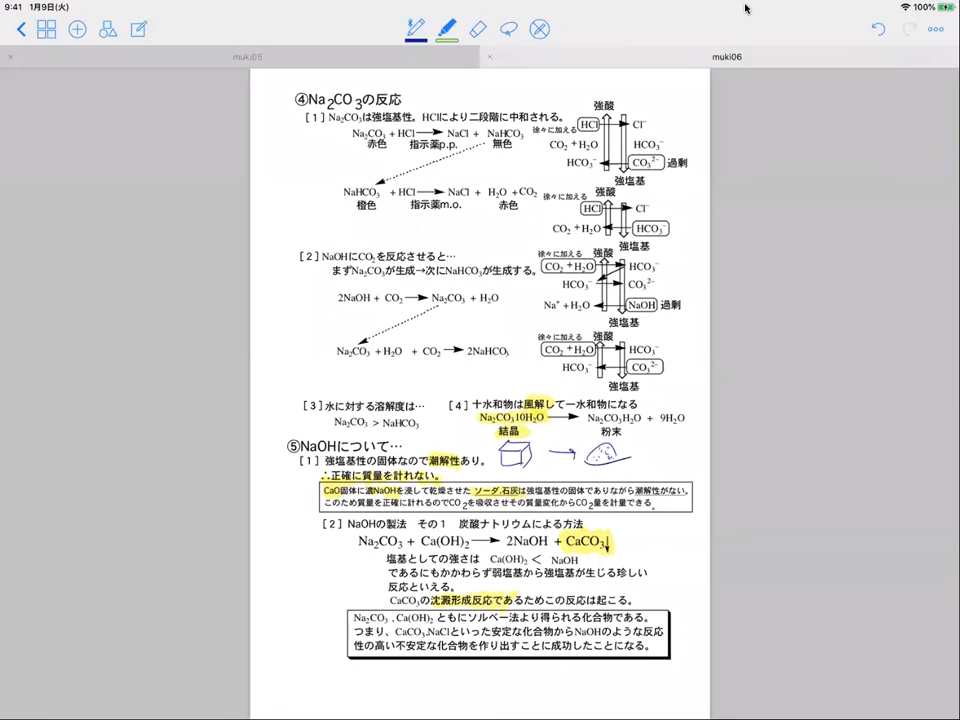 9:41 1月9日(火)
100%
muki05
muki06
④Na2CO3の反応
[1] Na2CO3は強塩基性。HClにより二段階に中和される。
Na2CO3 + HCl → NaCl + NaHCO3
赤色 指示薬p.p. 無色
NaHCO3 + HCl → NaCl + H2O + CO2
橙色 指示薬m.o. 赤色
強酸
徐々に加える HCl → Cl⁻
CO2 + H2O HCO3⁻
HCO3⁻ ← CO3²⁻ 過剰
強塩基
強酸
徐々に加える HCl → Cl⁻
CO2 + H2O ← HCO3⁻
強塩基
[2] NaOHにCO2を反応させると…
まずNa2CO3が生成→次にNaHCO3が生成する。
2NaOH + CO2 → Na2CO3 + H2O
Na2CO3 + H2O + CO2 → 2NaHCO3
徐々に加える 強酸
CO2 + H2O → HCO3⁻
HCO3⁻ → CO3²⁻
Na⁺ + H2O ← NaOH 過剰
強塩基
徐々に加える 強酸
CO2 + H2O → HCO3⁻
HCO3⁻ ← CO3²⁻
強塩基
[3] 水に対する溶解度は…
Na2CO3 > NaHCO3
[4] 十水和物は風解して一水和物になる
Na2CO310H2O → Na2CO3H2O + 9H2O
結晶 粉末
⑤NaOHについて…
[1] 強塩基性の固体なので潮解性あり。
∴正確に質量を計れない。
CaO固体に濃NaOHを浸して乾燥させた ソーダ石灰は強塩基性の固体でありながら潮解性がない。
このため質量を正確に計れるのでCO2を吸収させその質量変化からCO2量を計量できる。
[2] NaOHの製法 その1 炭酸ナトリウムによる方法
Na2CO3 + Ca(OH)2 → 2NaOH + CaCO3↓
塩基としての強さは Ca(OH)2 < NaOH
であるにもかかわらず弱塩基から強塩基が生じる珍しい
反応といえる。
CaCO3の沈澱形成反応であるためこの反応は起こる。
Na2CO3 , Ca(OH)2 ともにソルベー法より得られる化合物である。
つまり、CaCO3,NaClといった安定な化合物からNaOHのような反応
性の高い不安定な化合物を作り出すことに成功したことになる。